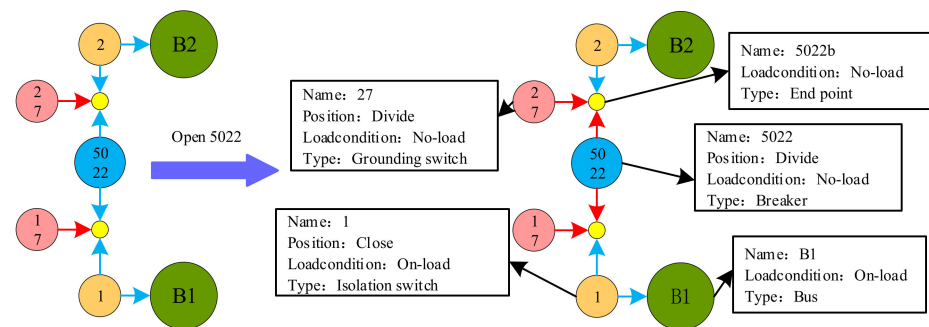 2
B2
2
7
50
22
1
7
1
B1
Open 5022
Name：27
Position：Divide
Loadcondition：No-load
Type：Grounding switch
Name：1
Position：Close
Loadcondition：On-load
Type：Isolation switch
2
B2
2
7
50
22
1
7
1
B1
Name：5022b
Loadcondition：No-load
Type：End point
Name：5022
Position：Divide
Loadcondition：No-load
Type：Breaker
Name：B1
Loadcondition：On-load
Type：Bus